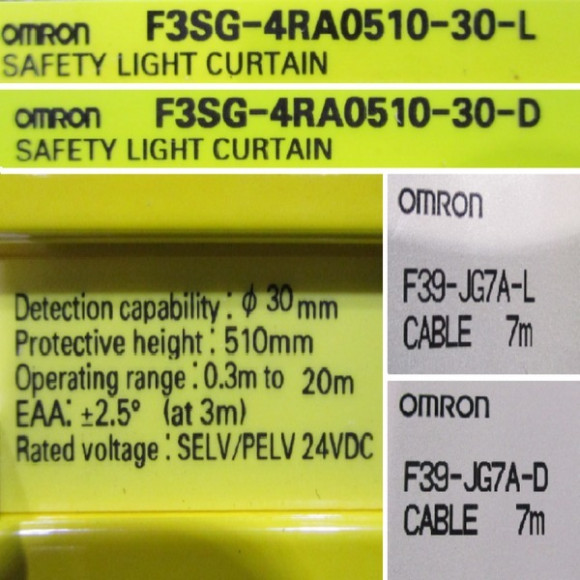 OMRON F3SG-4RA0510-30-L
SAFETY LIGHT CURTAIN
OMRON F3SG-4RA0510-30-D
SAFETY LIGHT CURTAIN
Detection capability: ϕ 30 mm
Protective height: 510mm
Operating range: 0.3m to 20m
EAA: ±2.5° (at 3m)
Rated voltage: SELV/PELV 24VDC
OMRON
F39-JG7A-L
CABLE 7m
OMRON
F39-JG7A-D
CABLE 7m